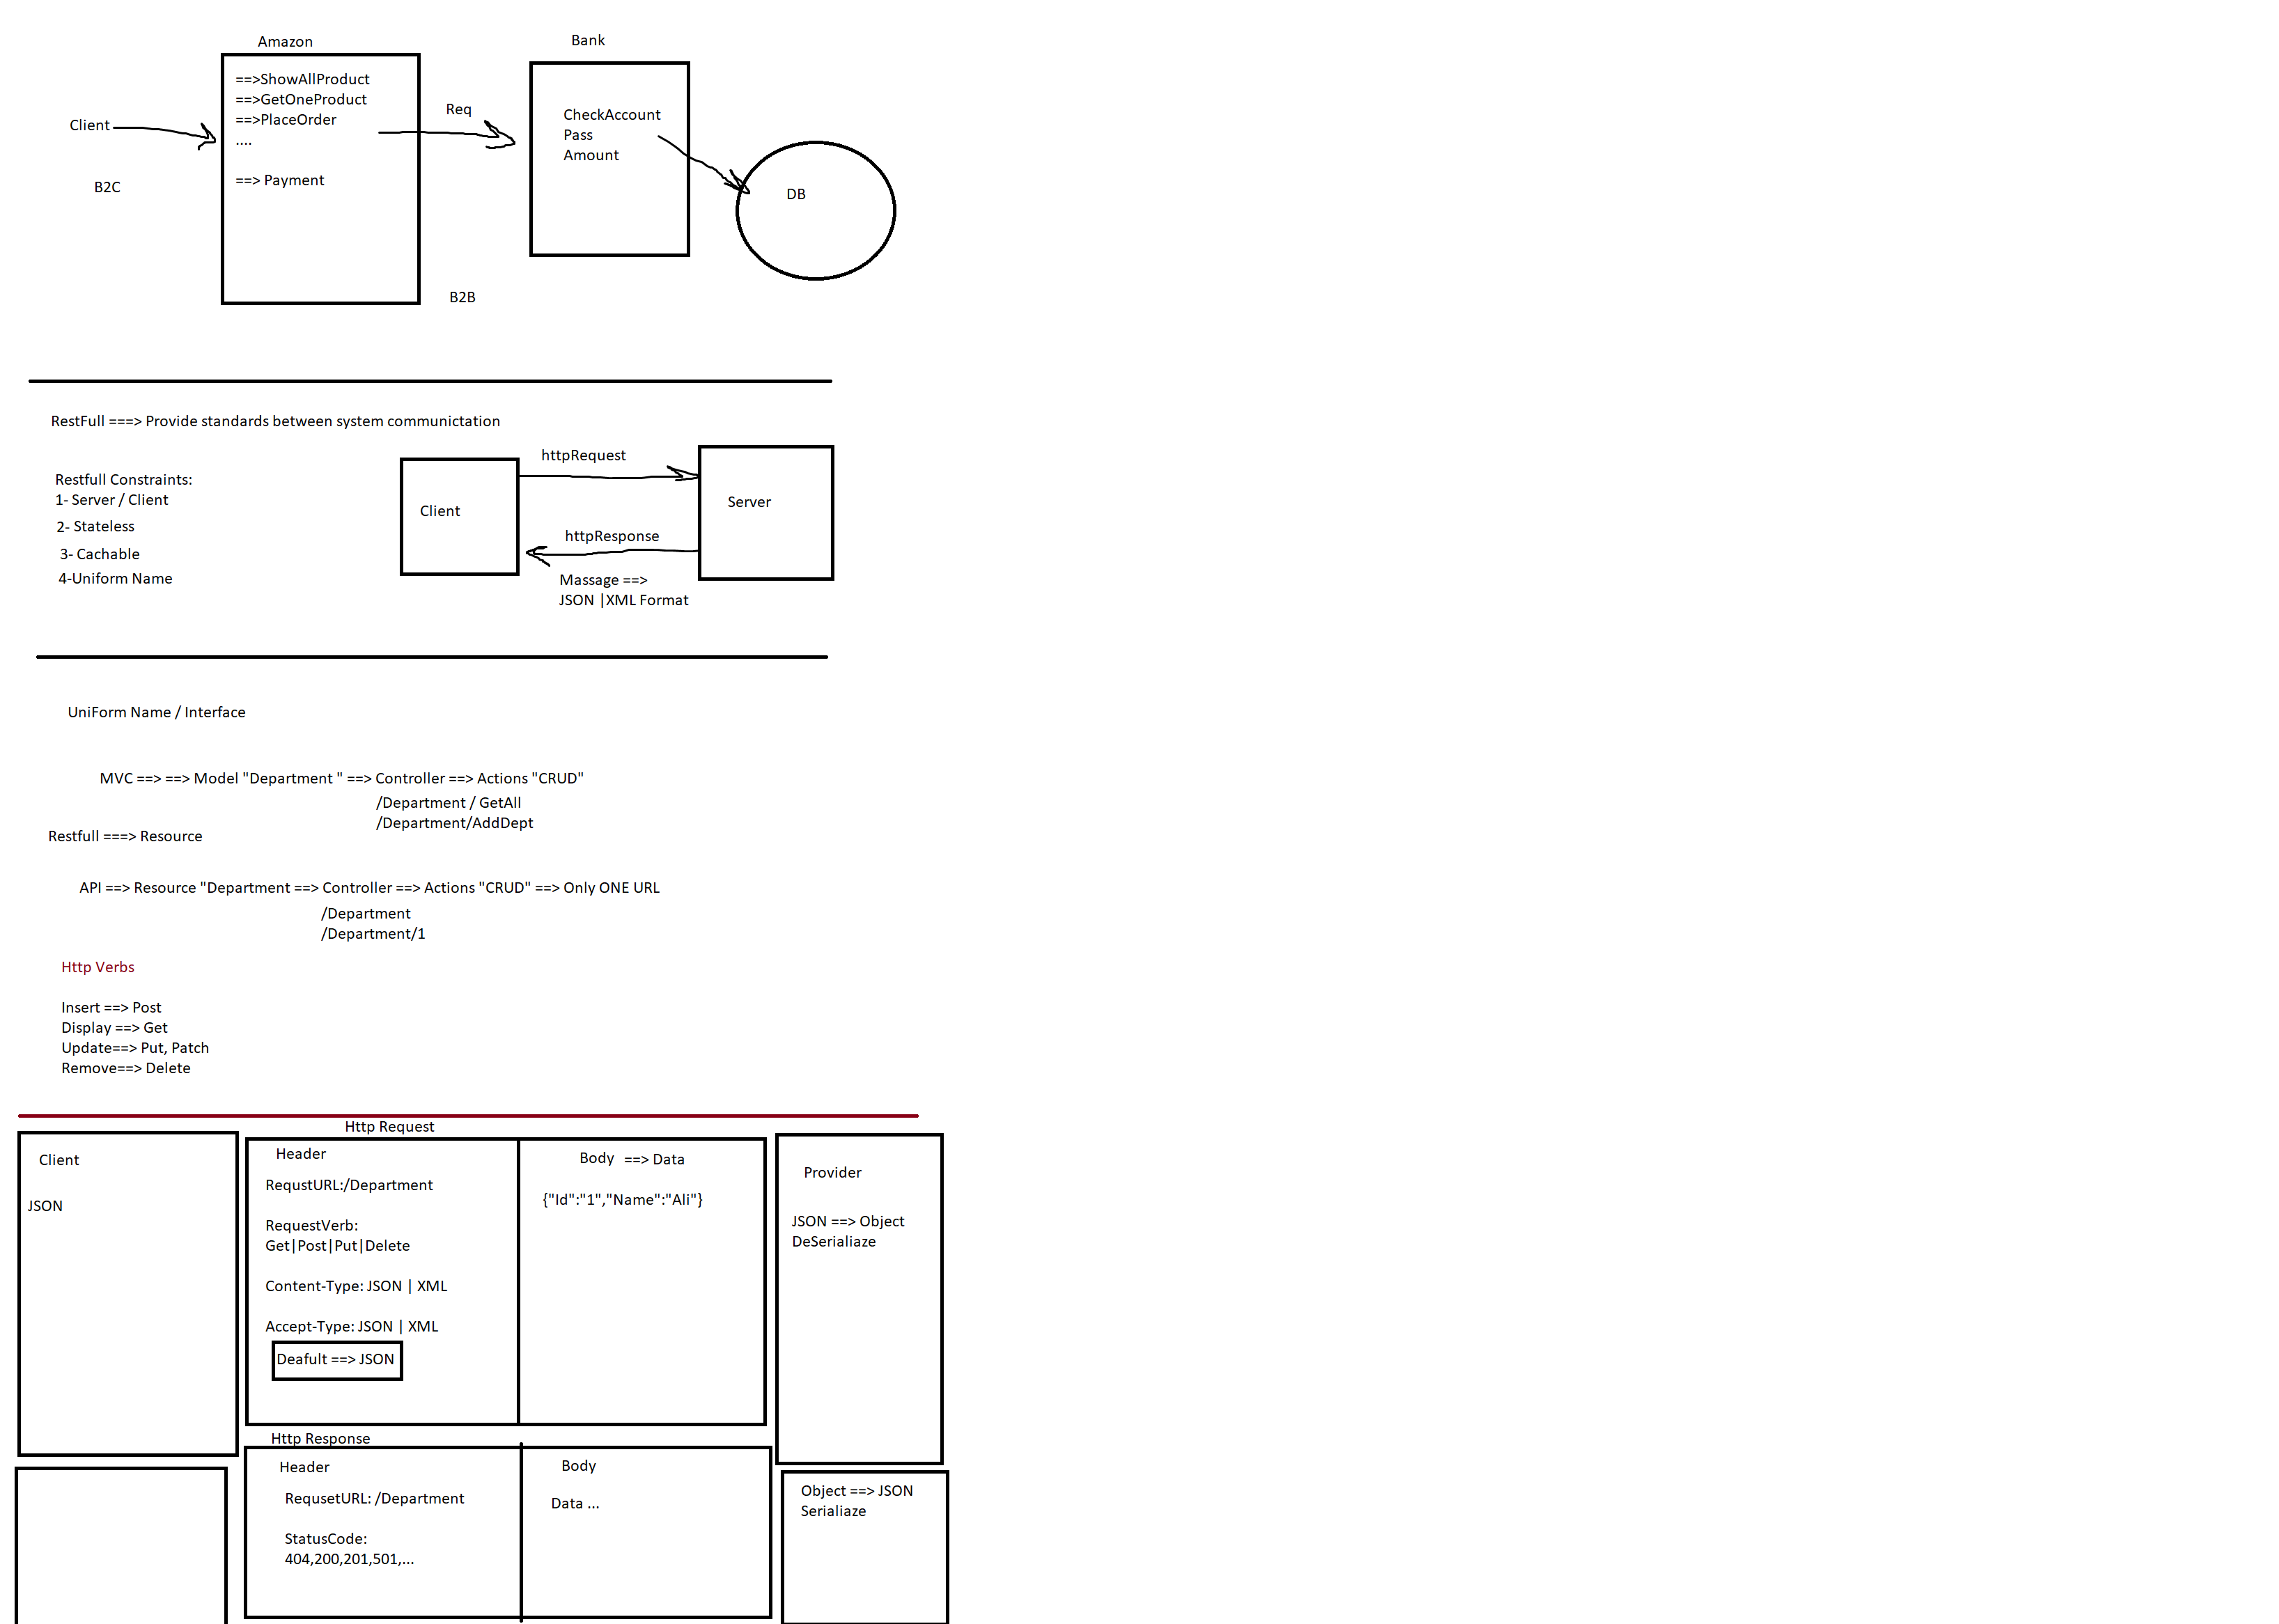 Amazon
Bank
==>ShowAllProduct
==>GetOneProduct
==>PlaceOrder
....
==> Payment
Client
B2C
Req
CheckAccount
Pass
Amount
DB
B2B
RestFull ===> Provide standards between system communictation
Restfull Constraints:
1- Server / Client
2- Stateless
3- Cachable
4-Uniform Name
Client
httpRequest
Server
httpResponse
Massage ==>
JSON |XML Format
UniForm Name / Interface
MVC ==> ==> Model "Department " ==> Controller ==> Actions "CRUD"
/Department / GetAll
/Department/AddDept
Restfull ===> Resource
API ==> Resource "Department ==> Controller ==> Actions "CRUD" ==> Only ONE URL
/Department
/Department/1
Http Verbs
Insert ==> Post
Display ==> Get
Update==> Put, Patch
Remove==> Delete
Http Request
Client
JSON
Header
RequstURL:/Department
RequestVerb:
Get|Post|Put|Delete
Content-Type: JSON | XML
Accept-Type: JSON | XML
Deafult ==> JSON
Body ==> Data
{"Id":"1","Name":"Ali"}
Provider
JSON ==> Object
DeSerialiaze
Http Response
Header
RequsetURL: /Department
StatusCode:
404,200,201,501,...
Body
Data ...
Object ==> JSON
Serialiaze